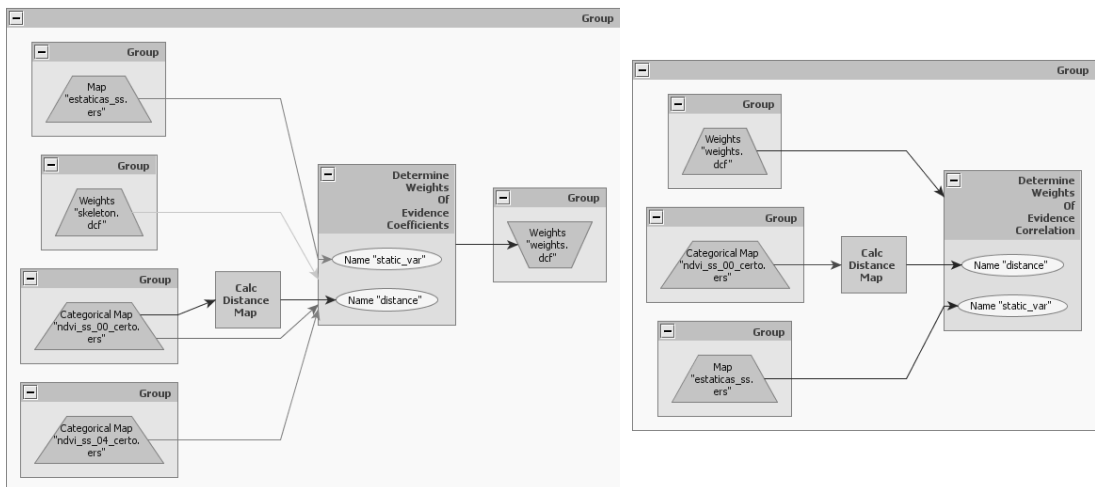 Group
Group
Map
"estaticas_ss.
ers"
Group
Weights
"skeleton.
dcf"
Group
Categorical Map
"ndvi_ss_00_certo.
ers"
Calc
Distance
Map
Group
Categorical Map
"ndvi_ss_04_certo.
ers"
Determine
Weights
Of
Evidence
Coefficients
Name "static_var"
Name "distance"
Group
Weights
"weights.
dcf"
Group
Group
Weights
"weights.
dcf"
Group
Categorical Map
"ndvi_ss_00_certo.
ers"
Calc
Distance
Map
Group
Map
"estaticas_ss.
ers"
Determine
Weights
Of
Evidence
Correlation
Name "distance"
Name "static_var"